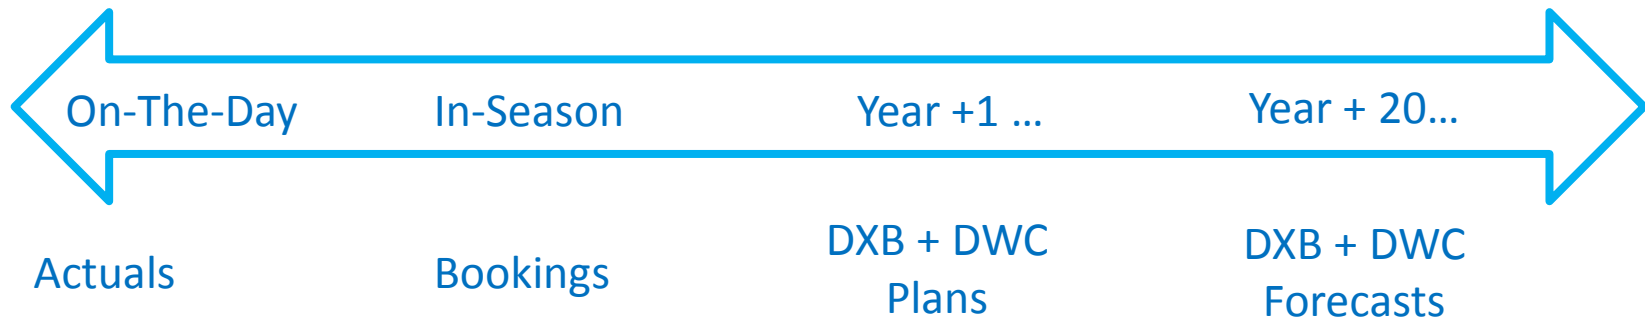 On-The-Day
In-Season
Year +1 ...
Year + 20...
Actuals
Bookings
DXB + DWC
Plans
DXB + DWC
Forecasts